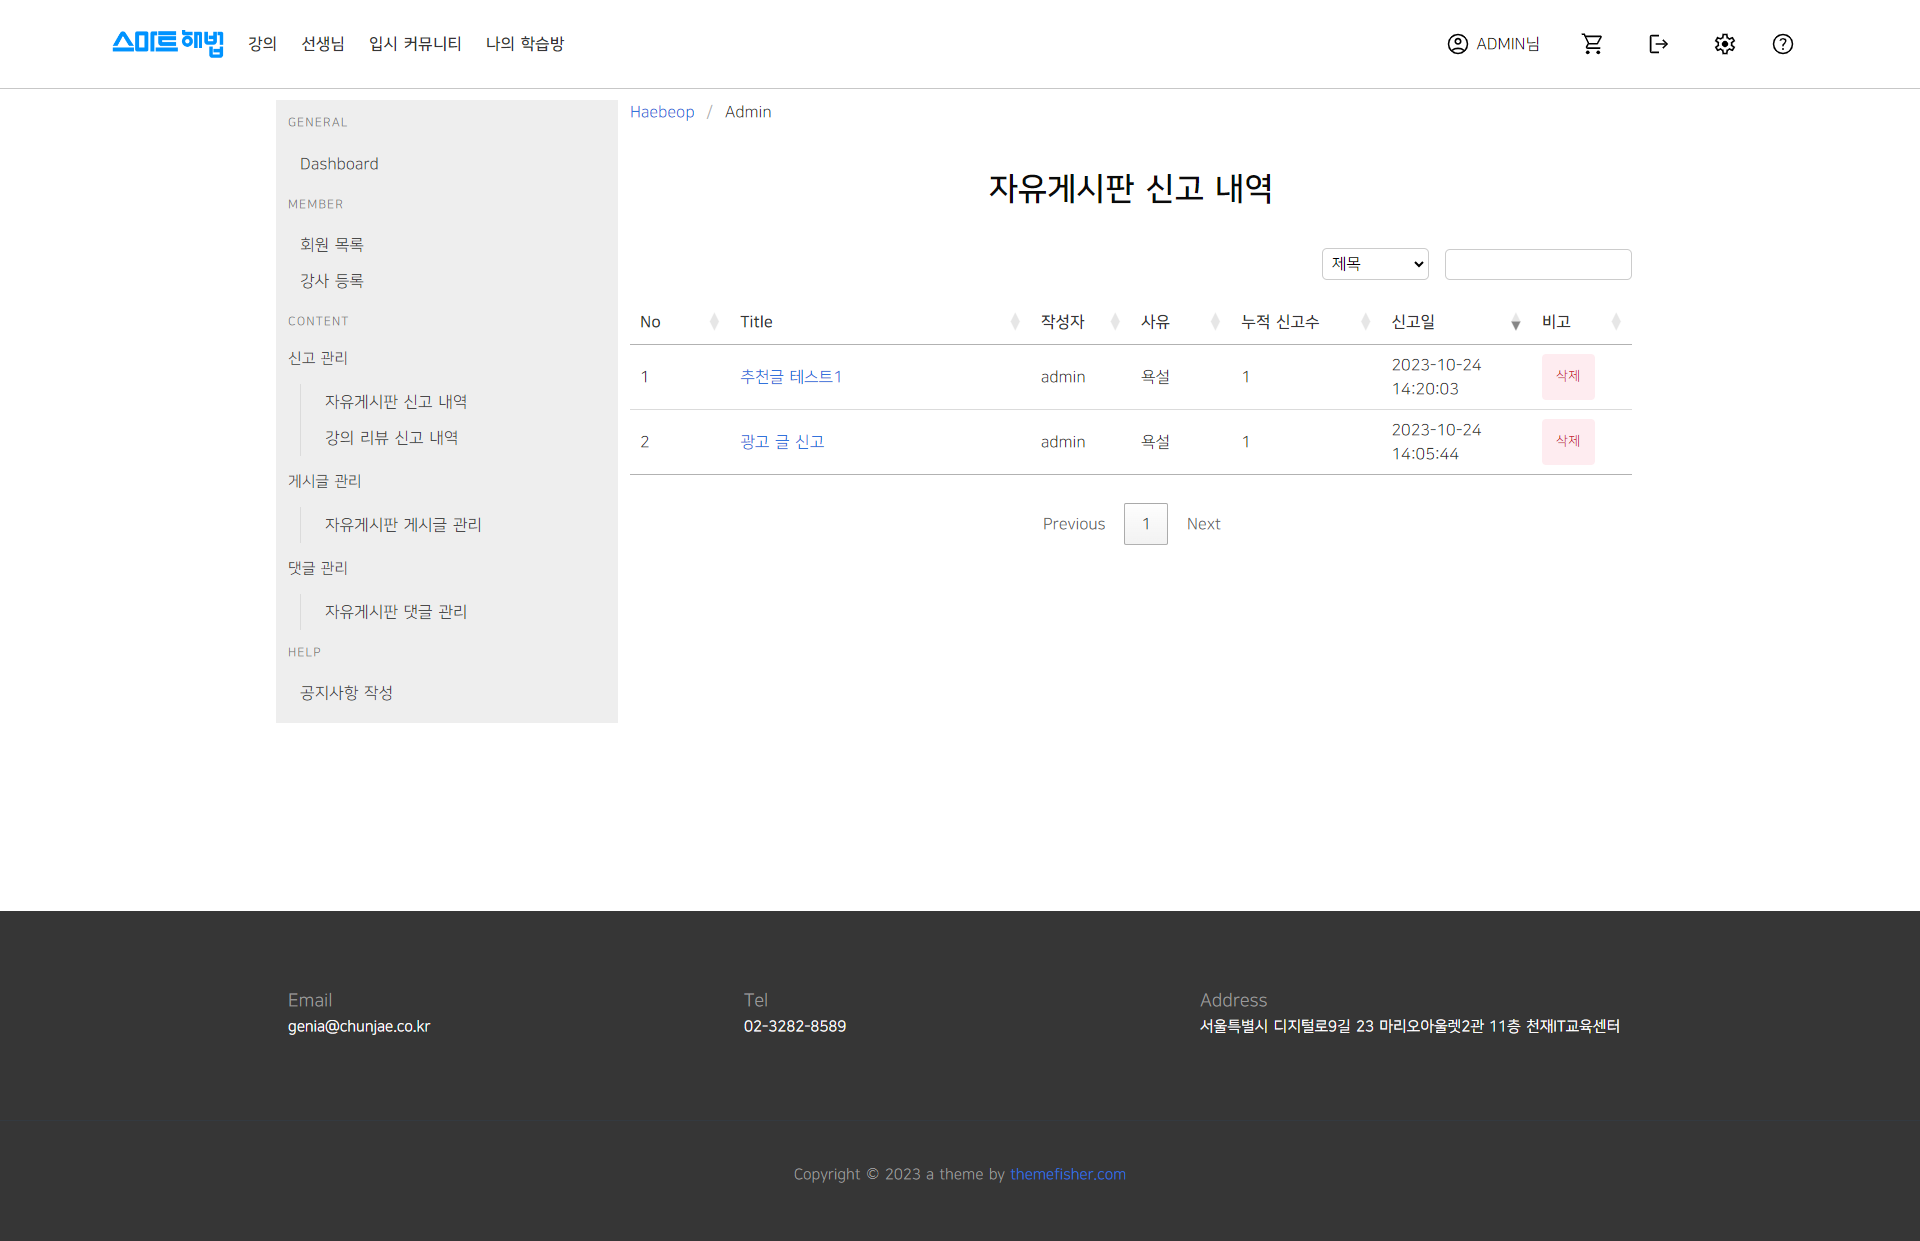 스마트해법 강의 선생님 입시 커뮤니티 나의 학습방 ADMIN님
GENERAL
Dashboard
MEMBER
회원 목록
강사 등록
CONTENT
신고 관리
자유게시판 신고 내역
강의 리뷰 신고 내역
게시글 관리
자유게시판 게시글 관리
댓글 관리
자유게시판 댓글 관리
HELP
공지사항 작성
Haebeop / Admin
자유게시판 신고 내역
제목
No Title 작성자 사유 누적 신고수 신고일 비고
1 추천글 테스트1 admin 욕설 1 2023-10-24 14:20:03 삭제
2 광고 글 신고 admin 욕설 1 2023-10-24 14:05:44 삭제
Previous 1 Next
Email
genia@chunjae.co.kr
Tel
02-3282-8589
Address
서울특별시 디지털로9길 23 마리오아울렛2관 11층 천재IT교육센터
Copyright © 2023 a theme by themefisher.com